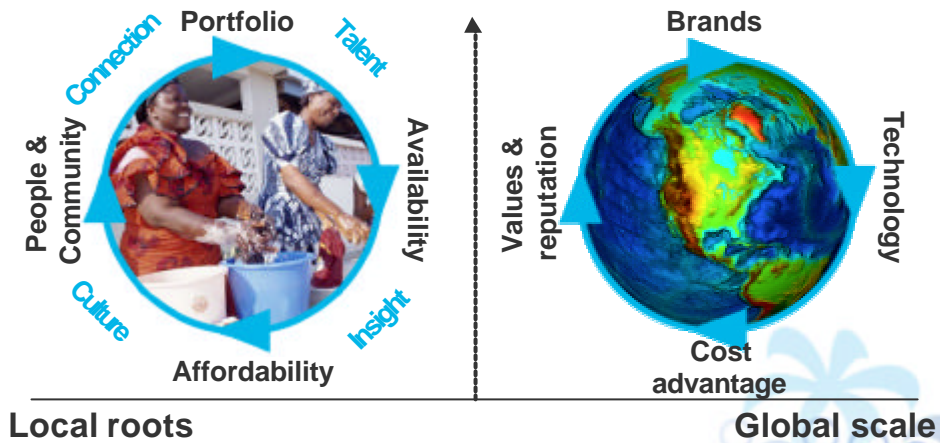 Portfolio
Connection
Talent
People &
Community
Availability
Culture
Insight
Affordability
Brands
Values &
reputation
Technology
Cost
advantage
Local roots
Global scale